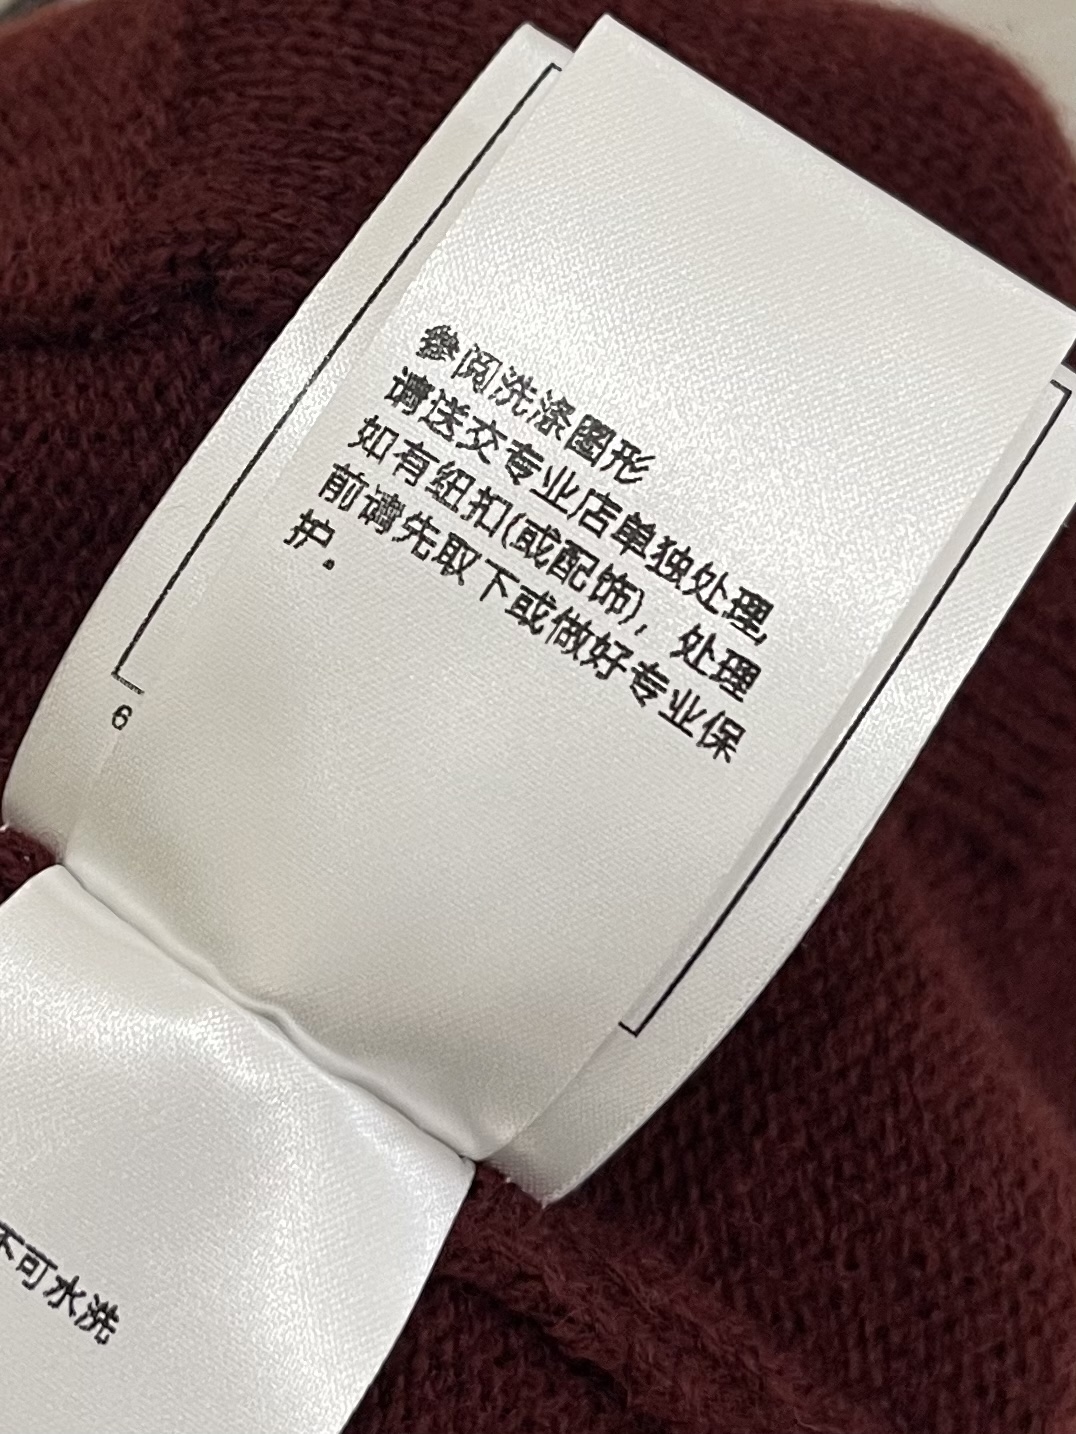 参阅洗涤图形
请送交专业店单独处理,
如有纽扣(或配饰), 处理
前请先取下或做好专业保
护。
6
不可水洗